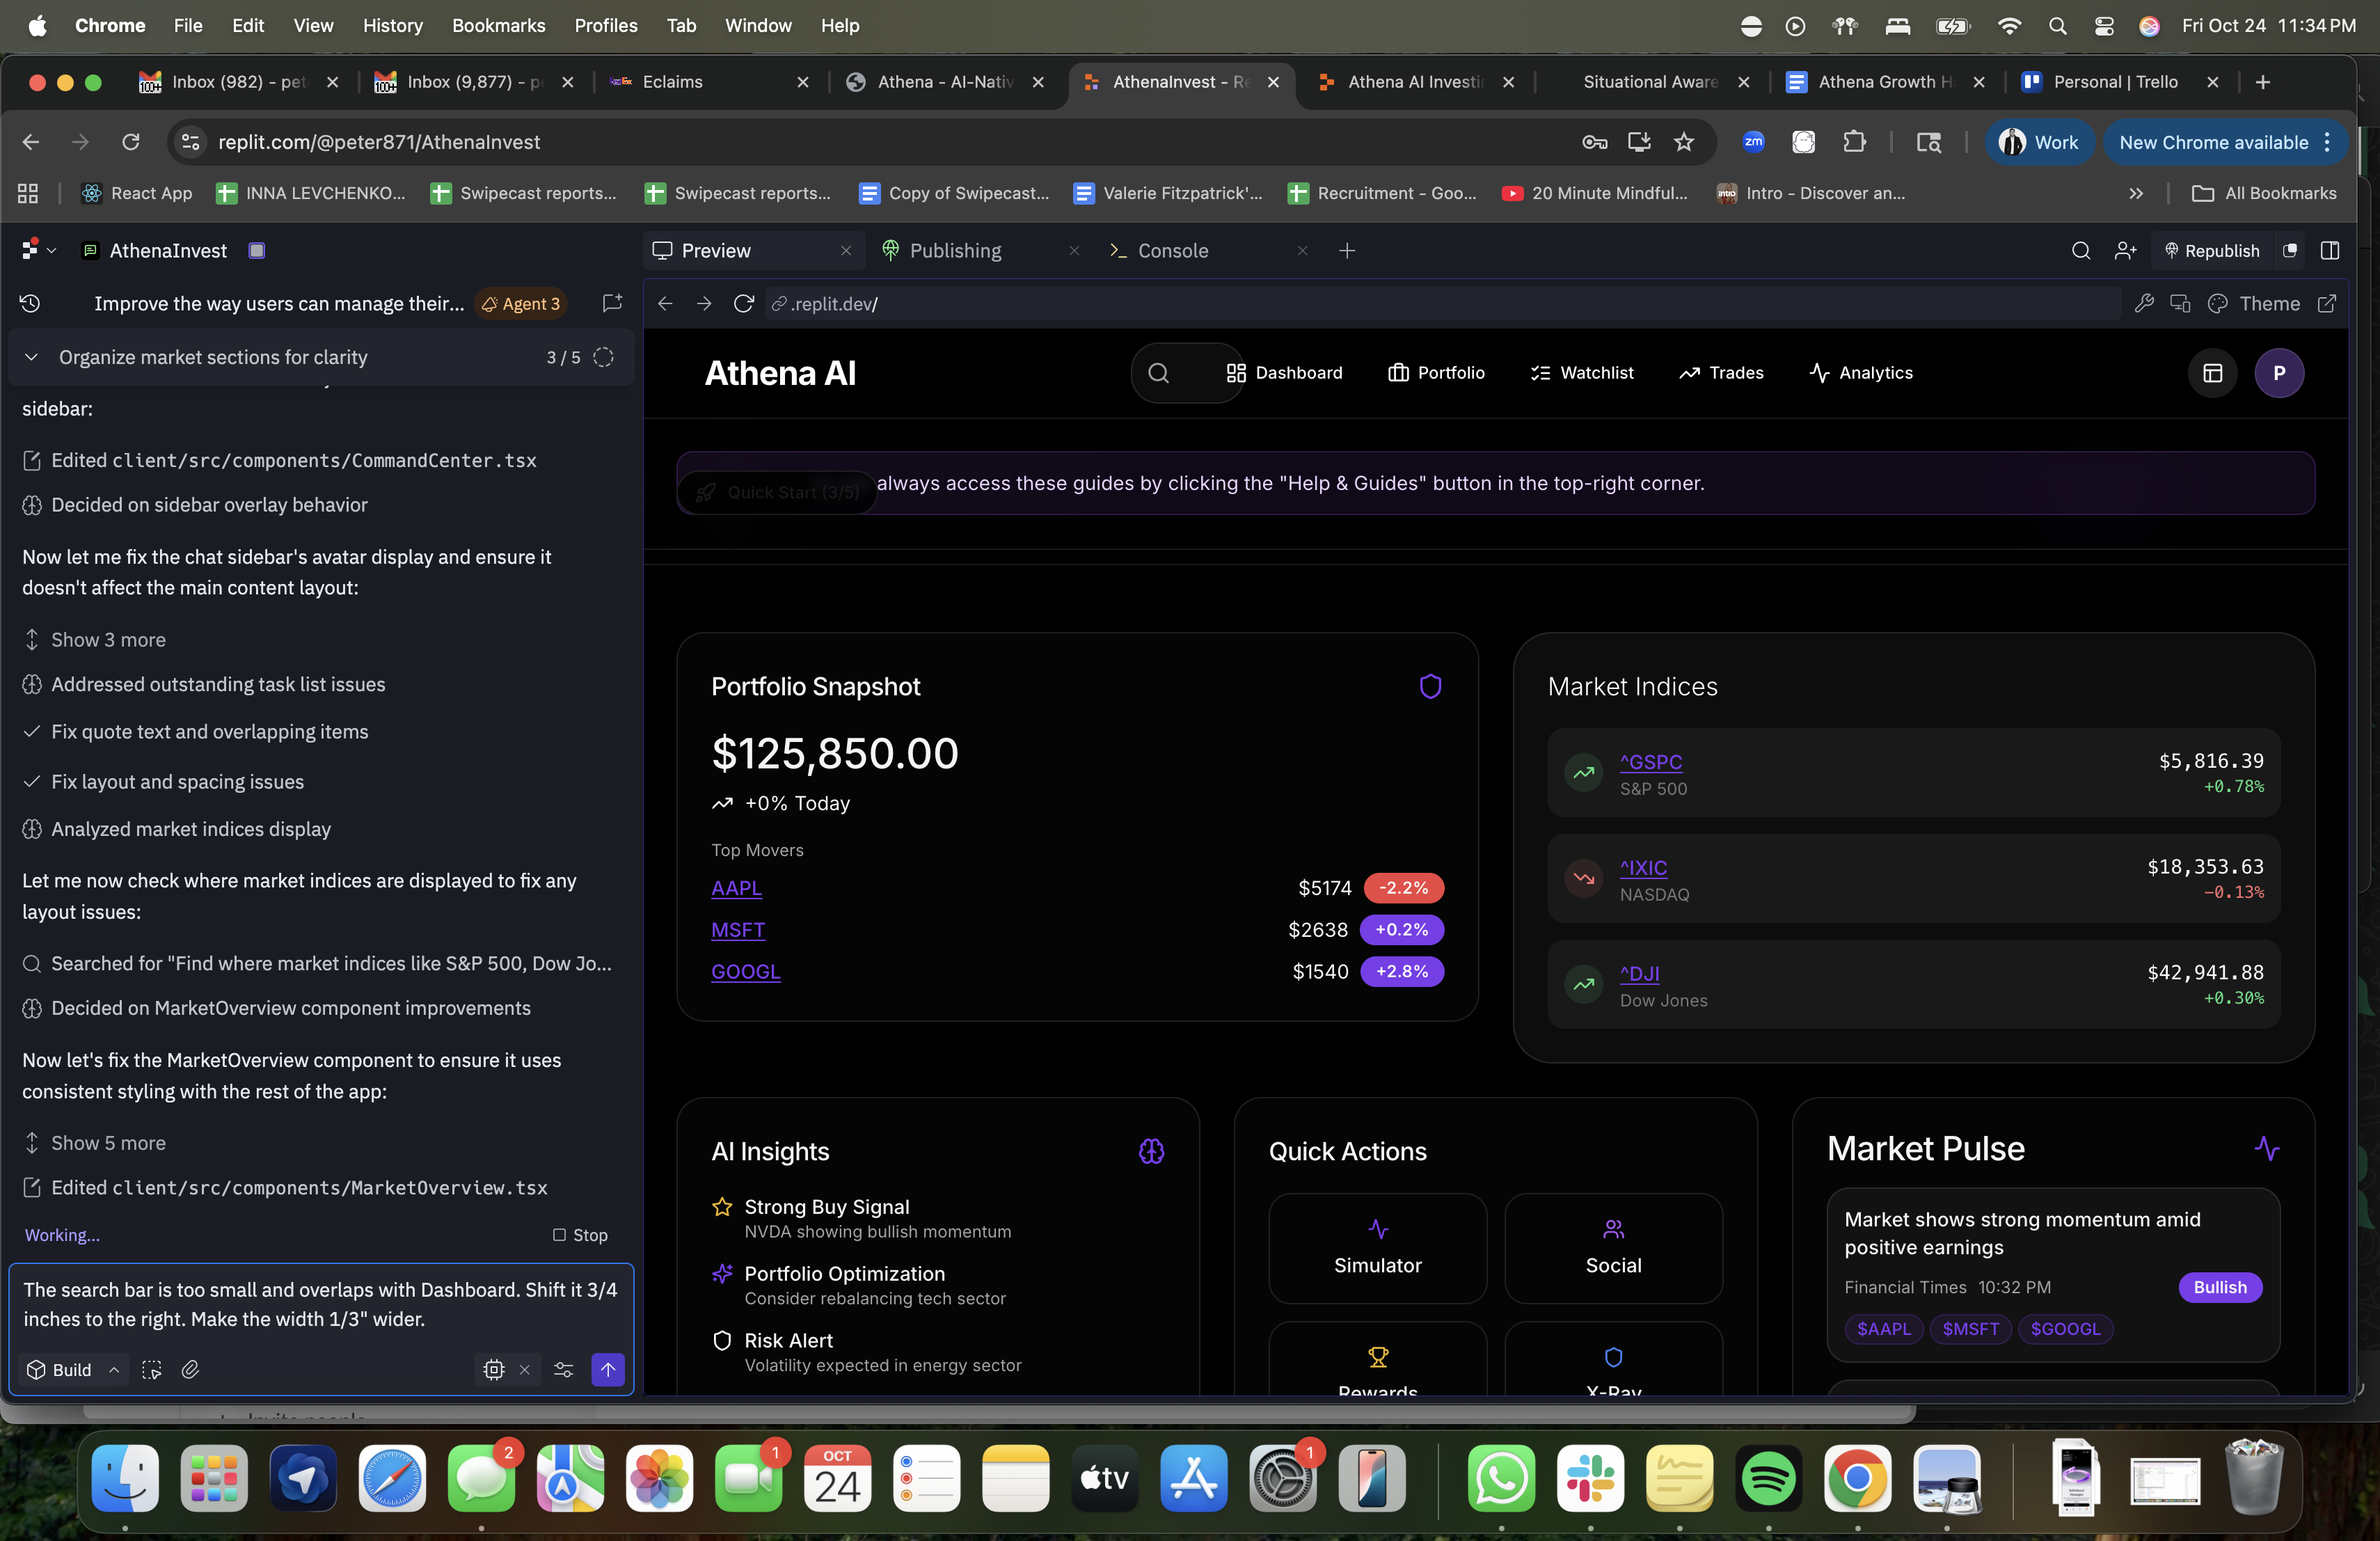 Chrome File Edit View History Bookmarks Profiles Tab Window Help
Fri Oct 24 11:34 PM
Inbox (982) - pet
Inbox (9,877) - p
Eclaims
Athena - AI-Nativ
AthenaInvest - Re
Athena AI Investin
Situational Aware
Athena Growth H
Personal | Trello
replit.com/@peter871/AthenaInvest
zm
Work
New Chrome available
React App
INNA LEVCHENKO...
Swipecast reports...
Swipecast reports...
Copy of Swipecast...
Valerie Fitzpatrick'...
Recruitment - Goo...
20 Minute Mindful...
intro
Intro - Discover an...
All Bookmarks
AthenaInvest
Preview
Publishing
Console
Republish
Improve the way users can manage their...
Agent 3
.replit.dev/
Theme
Organize market sections for clarity
3 / 5
sidebar:
Edited client/src/components/CommandCenter.tsx
Decided on sidebar overlay behavior
Now let me fix the chat sidebar's avatar display and ensure it
doesn't affect the main content layout:
Show 3 more
Addressed outstanding task list issues
Fix quote text and overlapping items
Fix layout and spacing issues
Analyzed market indices display
Let me now check where market indices are displayed to fix any
layout issues:
Searched for "Find where market indices like S&P 500, Dow Jo...
Decided on MarketOverview component improvements
Now let's fix the MarketOverview component to ensure it uses
consistent styling with the rest of the app:
Show 5 more
Edited client/src/components/MarketOverview.tsx
Working...
Stop
The search bar is too small and overlaps with Dashboard. Shift it 3/4
inches to the right. Make the width 1/3" wider.
Build
Athena AI
Dashboard
Portfolio
Watchlist
Trades
Analytics
P
Quick Start (3/5)
always access these guides by clicking the "Help & Guides" button in the top-right corner.
Portfolio Snapshot
$125,850.00
+0% Today
Top Movers
AAPL $5174 -2.2%
MSFT $2638 +0.2%
GOOGL $1540 +2.8%
Market Indices
^GSPC $5,816.39
S&P 500 +0.78%
^IXIC $18,353.63
NASDAQ −0.13%
^DJI $42,941.88
Dow Jones +0.30%
AI Insights
Strong Buy Signal
NVDA showing bullish momentum
Portfolio Optimization
Consider rebalancing tech sector
Risk Alert
Volatility expected in energy sector
Quick Actions
Simulator
Social
Rewards
X-Ray
Market Pulse
Market shows strong momentum amid
positive earnings
Financial Times 10:32 PM
Bullish
$AAPL $MSFT $GOOGL
2
1
OCT
24
tv
1